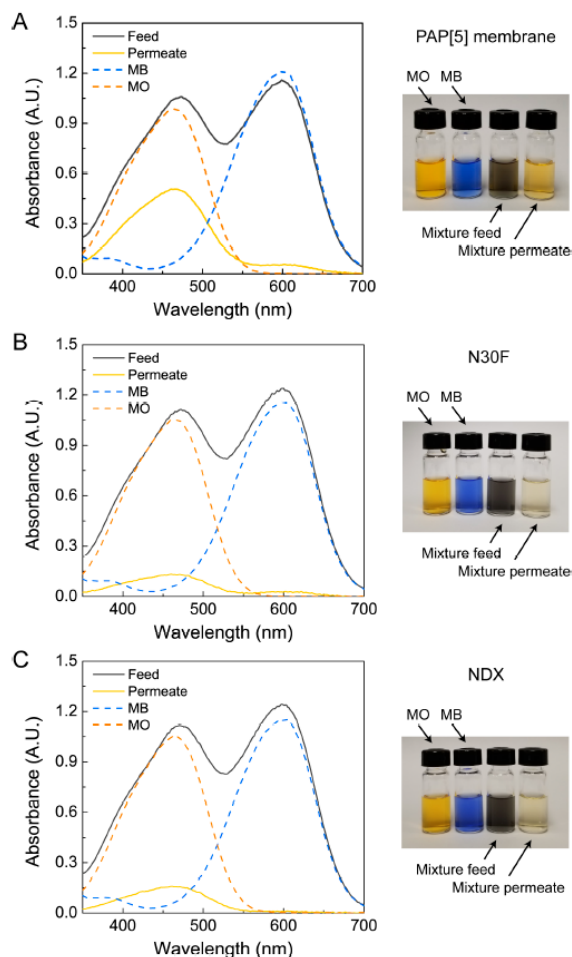 A
PAP[5] membrane
Feed
Permeate
MB
MO
1.5
1.2
0.9
0.6
0.3
0.0
Absorbance (A.U.)
400
500
600
700
Wavelength (nm)
MO
MB
Mixture feed
Mixture permeate
B
N30F
Feed
Permeate
MB
MO
1.5
1.2
0.9
0.6
0.3
0.0
Absorbance (A.U.)
400
500
600
700
Wavelength (nm)
MO
MB
Mixture feed
Mixture permeate
C
NDX
Feed
Permeate
MB
MO
1.5
1.2
0.9
0.6
0.3
0.0
Absorbance (A.U.)
400
500
600
700
Wavelength (nm)
MO
MB
Mixture feed
Mixture permeate